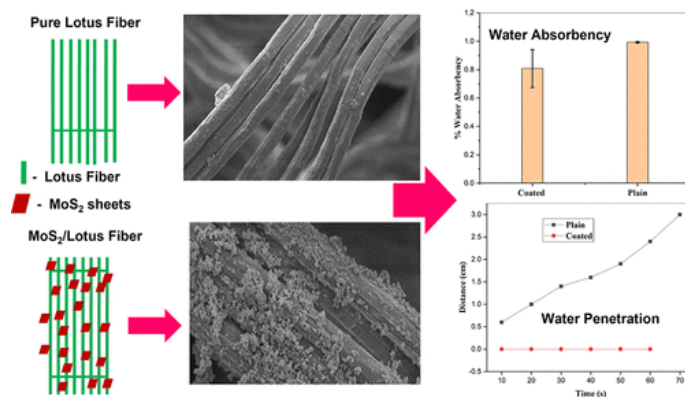 Pure Lotus Fiber
- Lotus Fiber
- MoS2 sheets
MoS2/Lotus Fiber
Water Absorbency
% Water Absorbency
1.2
1.0
0.8
0.6
0.4
0.2
0.0
Coated
Plain
Plain
Coated
Distance (cm)
3.0
2.5
2.0
1.5
1.0
0.5
0.0
-0.5
Water Penetration
10
20
30
40
50
60
70
Time (s)